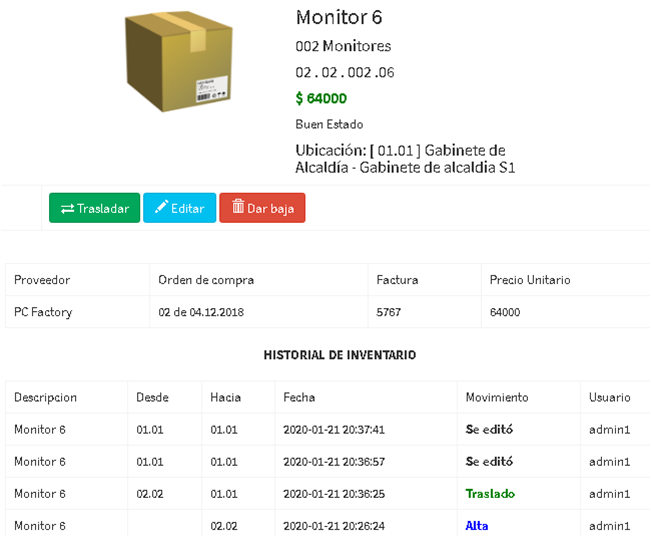 Monitor 6
002 Monitores
02 . 02 . 002 .06
$ 64000
Buen Estado
Ubicación: [ 01.01 ] Gabinete de
Alcaldía - Gabinete de alcaldia S1
Trasladar Editar Dar baja
Proveedor Orden de compra Factura Precio Unitario
PC Factory 02 de 04.12.2018 5767 64000
HISTORIAL DE INVENTARIO
Descripcion Desde Hacia Fecha Movimiento Usuario
Monitor 6 01.01 01.01 2020-01-21 20:37:41 Se editó admin1
Monitor 6 01.01 01.01 2020-01-21 20:36:57 Se editó admin1
Monitor 6 02.02 01.01 2020-01-21 20:36:25 Traslado admin1
Monitor 6 02.02 2020-01-21 20:26:24 Alta admin1